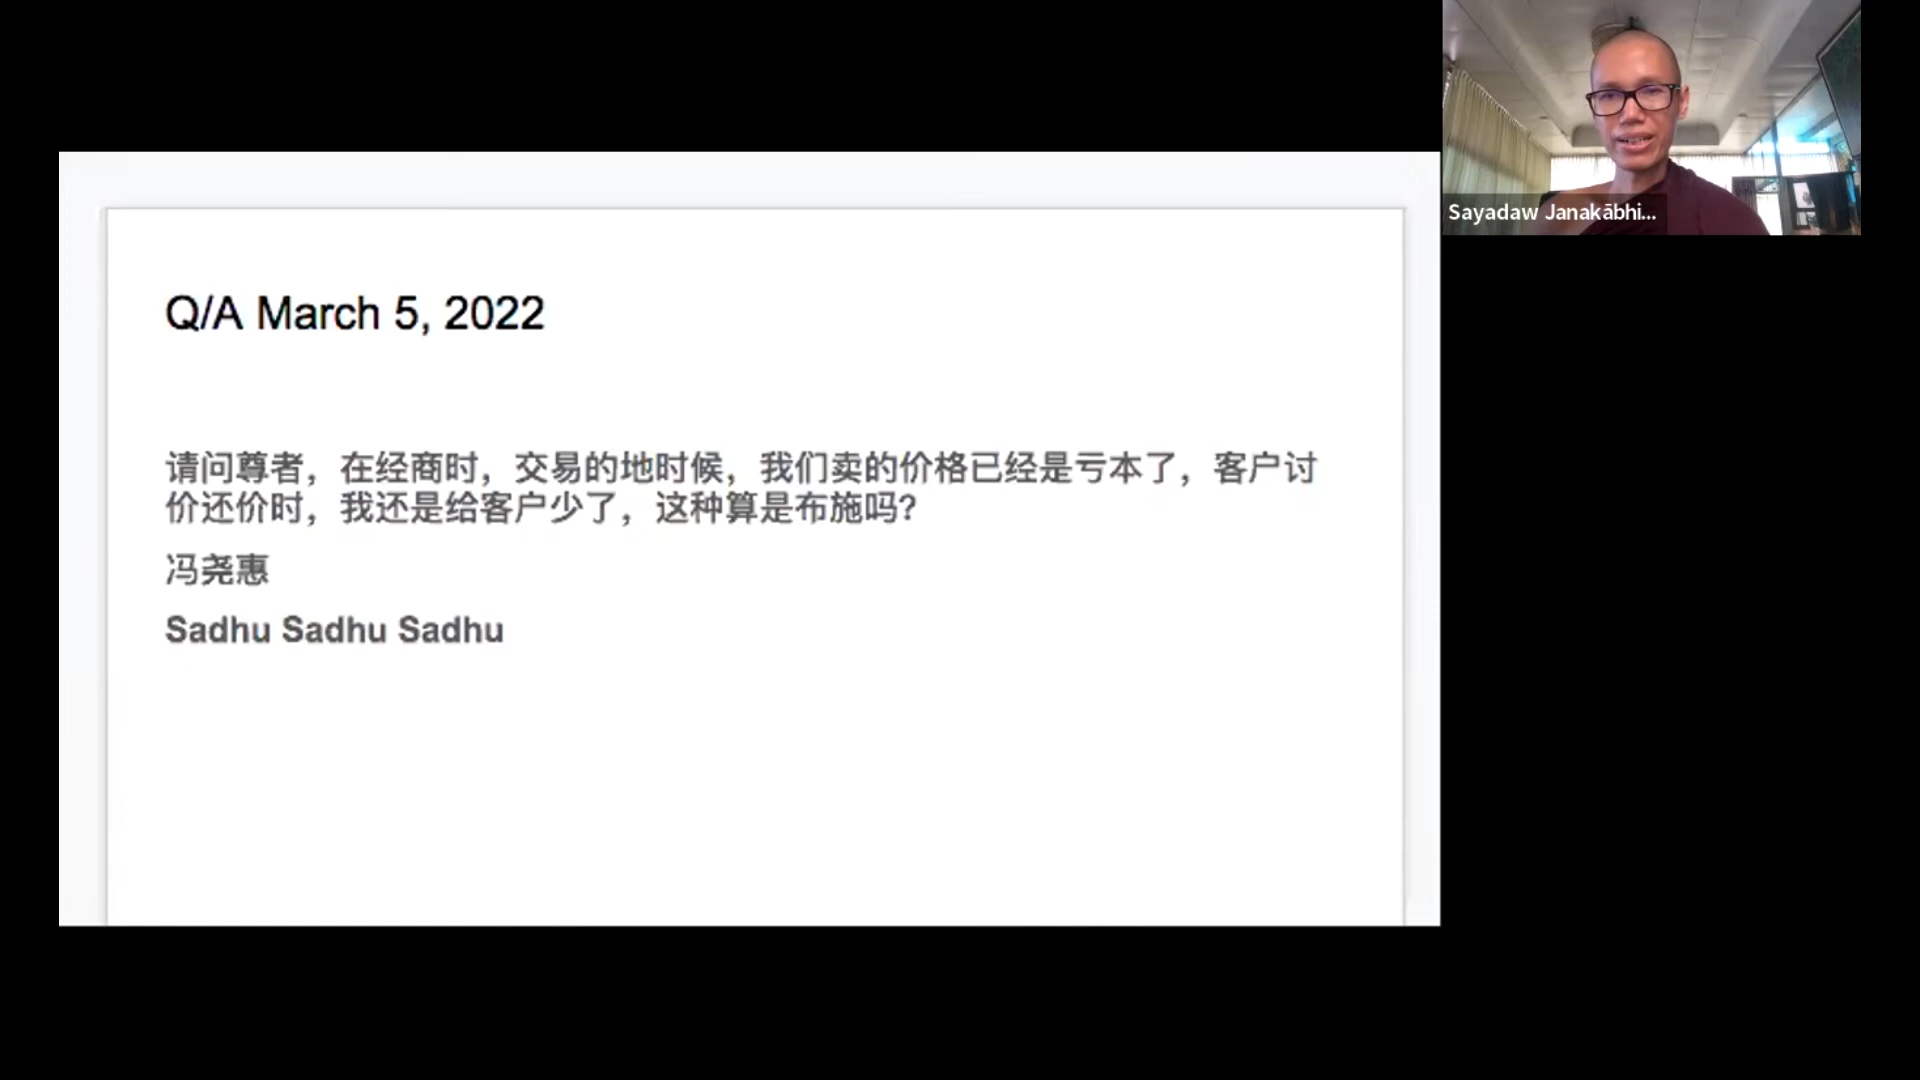 Q/A March 5, 2022
请问尊者，在经商时，交易的地时候，我们卖的价格已经是亏本了，客户讨
价还价时，我还是给客户少了，这种算是布施吗？
冯尧惠
Sadhu Sadhu Sadhu
Sayadaw Janakābhi...